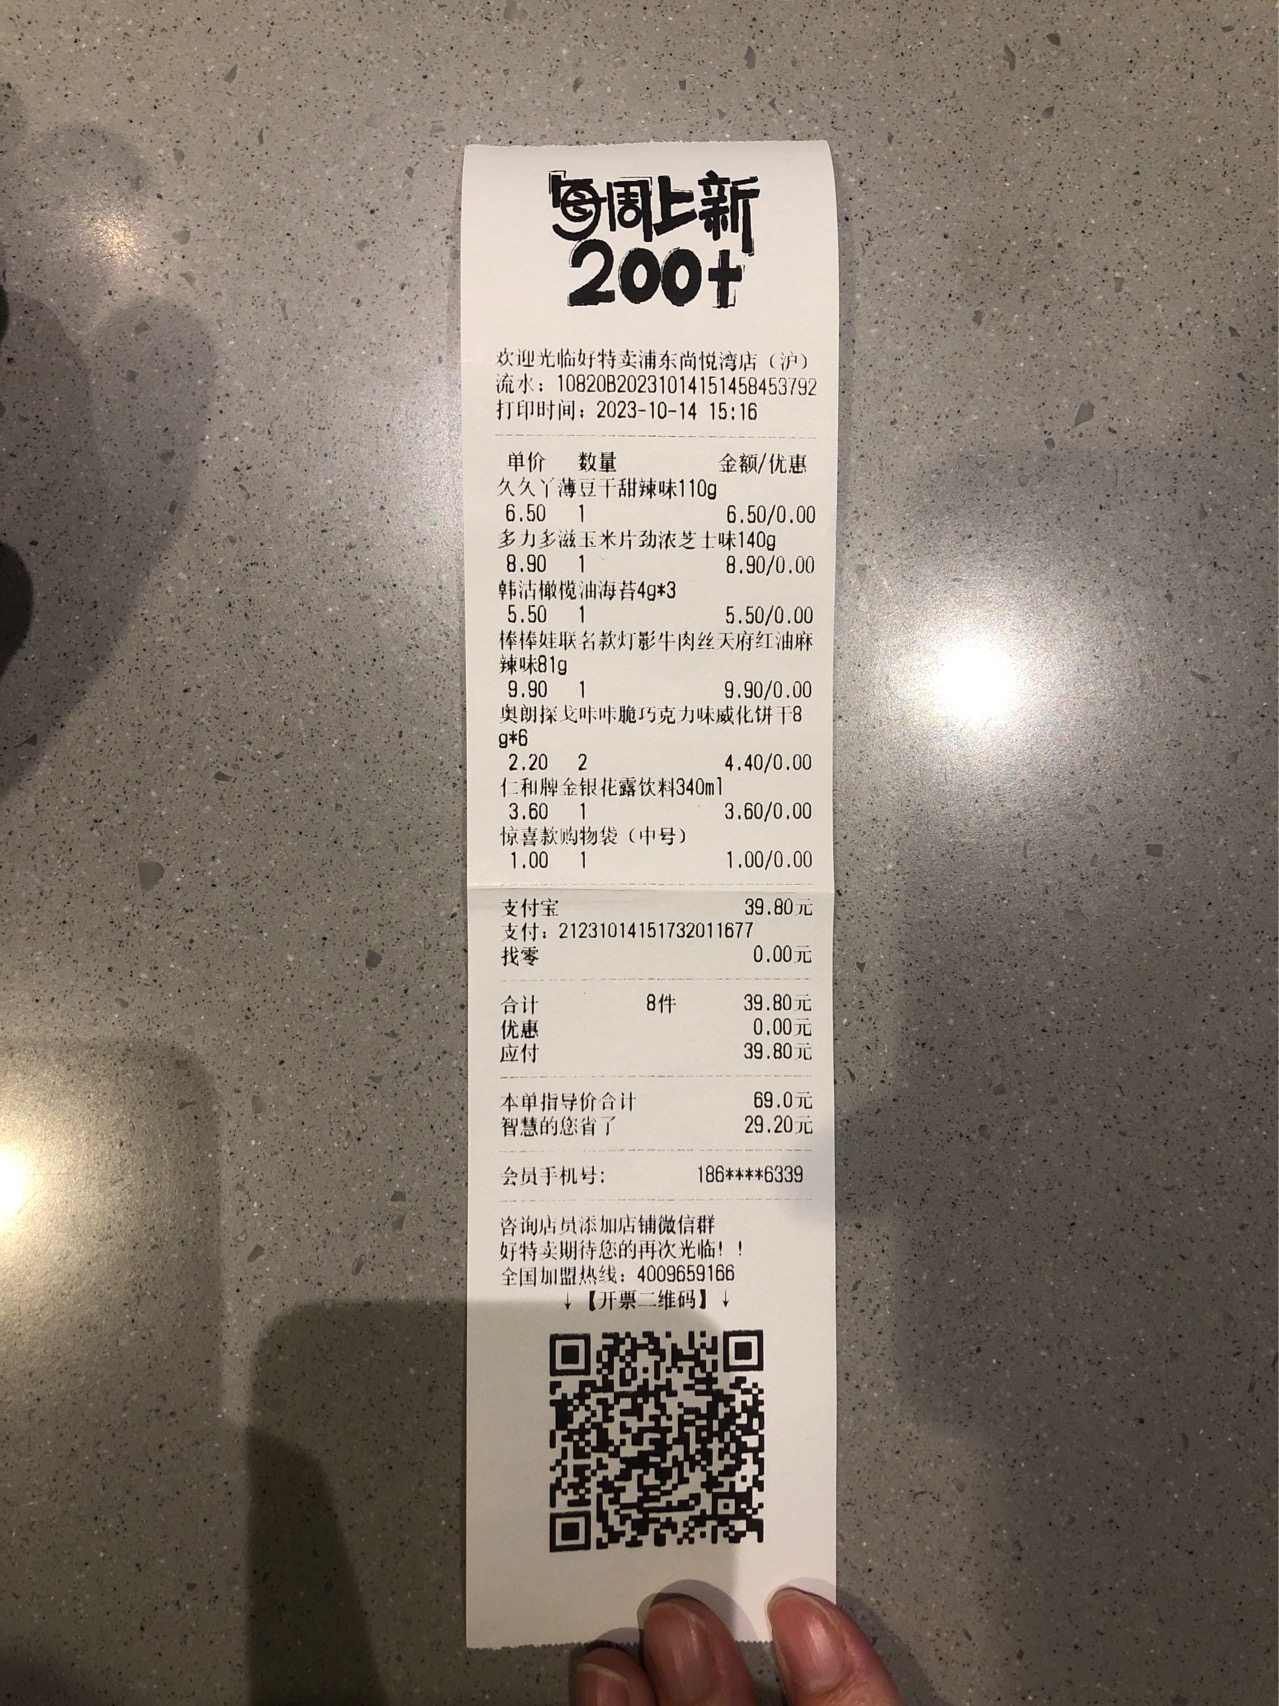 每周上新
200+
欢迎光临好特卖浦东尚悦湾店（沪）
流水：10820B20231014151458453792
打印时间：2023-10-14 15:16
单价 数量 金额/优惠
久久丫薄豆干甜辣味110g
6.50 1 6.50/0.00
多力多滋玉米片劲浓芝士味140g
8.90 1 8.90/0.00
韩沽橄榄油海苔4g*3
5.50 1 5.50/0.00
棒棒娃联名款灯影牛肉丝天府红油麻
辣味81g
9.90 1 9.90/0.00
奥朗探戈咔咔脆巧克力味威化饼干8
g*6
2.20 2 4.40/0.00
仁和牌金银花露饮料340ml
3.60 1 3.60/0.00
惊喜款购物袋（中号）
1.00 1 1.00/0.00
支付宝 39.80元
支付：21231014151732011677
找零 0.00元
合计 8件 39.80元
优惠 0.00元
应付 39.80元
本单指导价合计 69.0元
智慧的您省了 29.20元
会员手机号: 186****6339
咨询店员添加店铺微信群
好特卖期待您的再次光临！！
全国加盟热线：4009659166
↓【开票二维码】↓